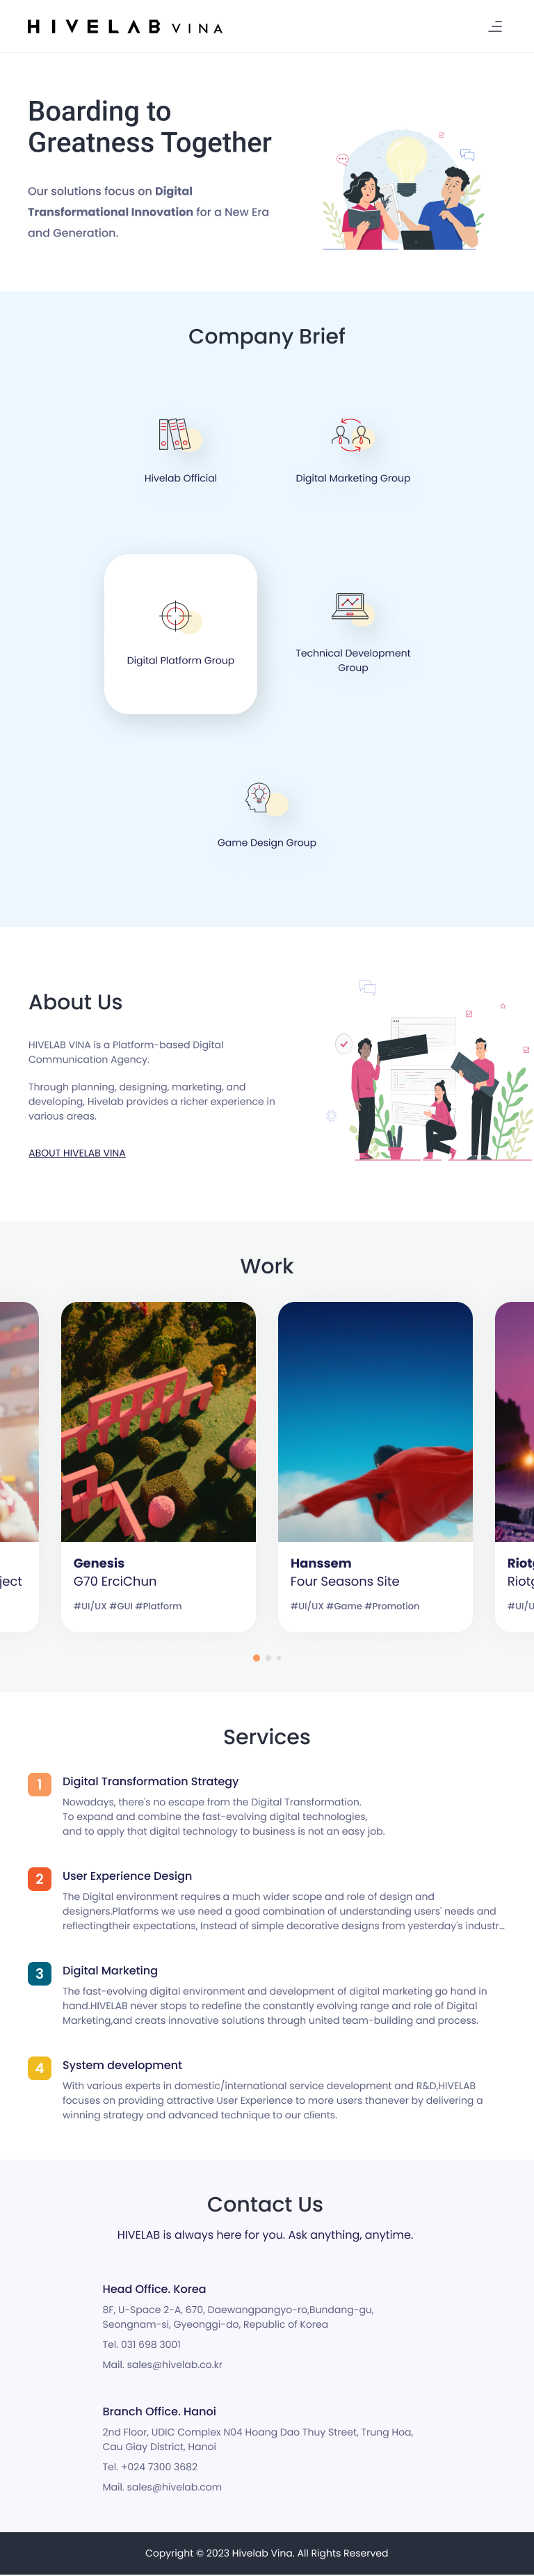 HIVELAB VINA
Boarding to
Greatness Together
Our solutions focus on Digital
Transformational Innovation for a New Era
and Generation.
Company Brief
Hivelab Official
Digital Marketing Group
Digital Platform Group
Technical Development
Group
Game Design Group
About Us
HIVELAB VINA is a Platform-based Digital
Communication Agency.
Through planning, designing, marketing, and
developing, Hivelab provides a richer experience in
various areas.
ABOUT HIVELAB VINA
Work
ject
Genesis
G70 ErciChun
#UI/UX #GUI #Platform
Hanssem
Four Seasons Site
#UI/UX #Game #Promotion
Riot
Riot
#UI/U
Services
1
Digital Transformation Strategy
Nowadays, there's no escape from the Digital Transformation.
To expand and combine the fast-evolving digital technologies,
and to apply that digital technology to business is not an easy job.
2
User Experience Design
The Digital environment requires a much wider scope and role of design and
designers.Platforms we use need a good combination of understanding users' needs and
reflectingtheir expectations, Instead of simple decorative designs from yesterday's industr...
3
Digital Marketing
The fast-evolving digital environment and development of digital marketing go hand in
hand.HIVELAB never stops to redefine the constantly evolving range and role of Digital
Marketing,and creats innovative solutions through united team-building and process.
4
System development
With various experts in domestic/international service development and R&D,HIVELAB
focuses on providing attractive User Experience to more users thanever by delivering a
winning strategy and advanced technique to our clients.
Contact Us
HIVELAB is always here for you. Ask anything, anytime.
Head Office. Korea
8F, U-Space 2-A, 670, Daewangpangyo-ro,Bundang-gu,
Seongnam-si, Gyeonggi-do, Republic of Korea
Tel. 031 698 3001
Mail. sales@hivelab.co.kr
Branch Office. Hanoi
2nd Floor, UDIC Complex N04 Hoang Dao Thuy Street, Trung Hoa,
Cau Giay District, Hanoi
Tel. +024 7300 3682
Mail. sales@hivelab.com
Copyright © 2023 Hivelab Vina. All Rights Reserved